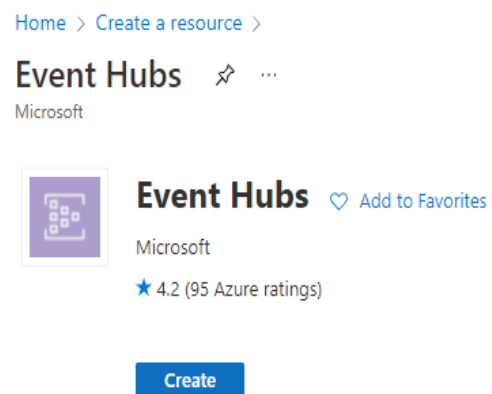 Home > Create a resource >
Event Hubs ...
Microsoft
Event Hubs Add to Favorites
Microsoft
4.2 (95 Azure ratings)
Create